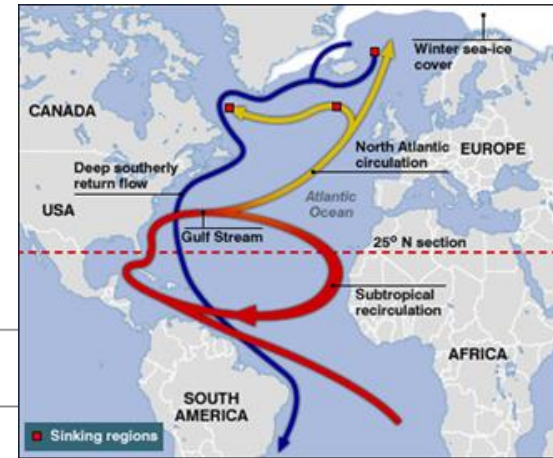 Winter sea-ice
cover
CANADA
North Atlantic
circulation
EUROPE
Deep southerly
return flow
Atlantic
Ocean
USA
Gulf Stream
25° N section
Subtropical
recirculation
AFRICA
SOUTH
AMERICA
Sinking regions